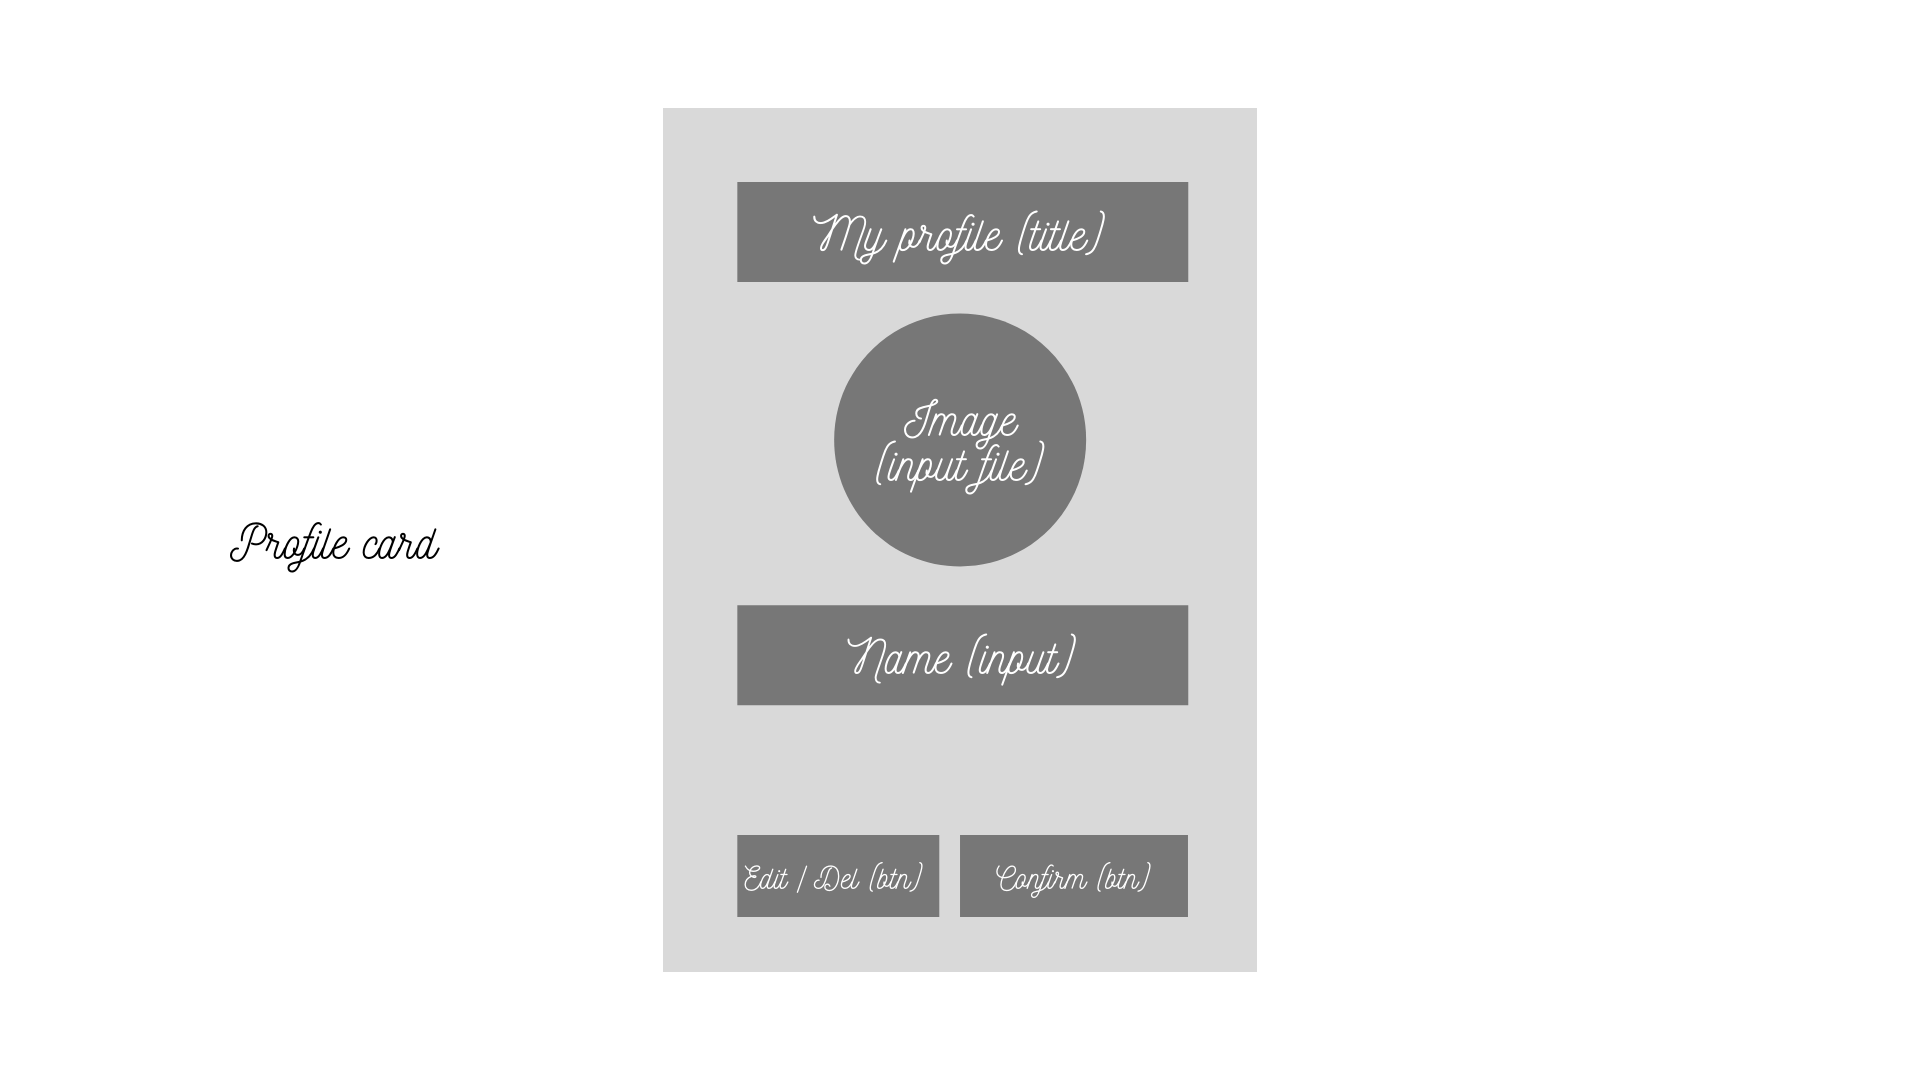 My profile (title)
Image
(input file)
Profile card
Name (input)
Edit / Del (btn)
Confirm (btn)